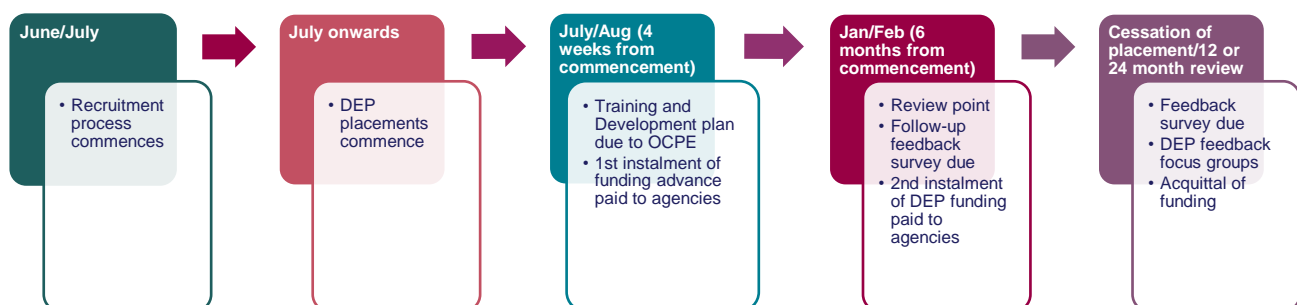 June/July
• Recruitment
process
commences
July onwards
• DEP
placements
commence
July/Aug (4
weeks from
commencement)
• Training and
Development plan
due to OCPE
• 1st instalment of
funding advance
paid to agencies
Jan/Feb (6
months from
commencement)
• Review point
• Follow-up
feedback
survey due
• 2nd instalment
of DEP funding
paid to
agencies
Cessation of
placement/12 or
24 month review
• Feedback
survey due
• DEP feedback
focus groups
• Acquittal of
funding